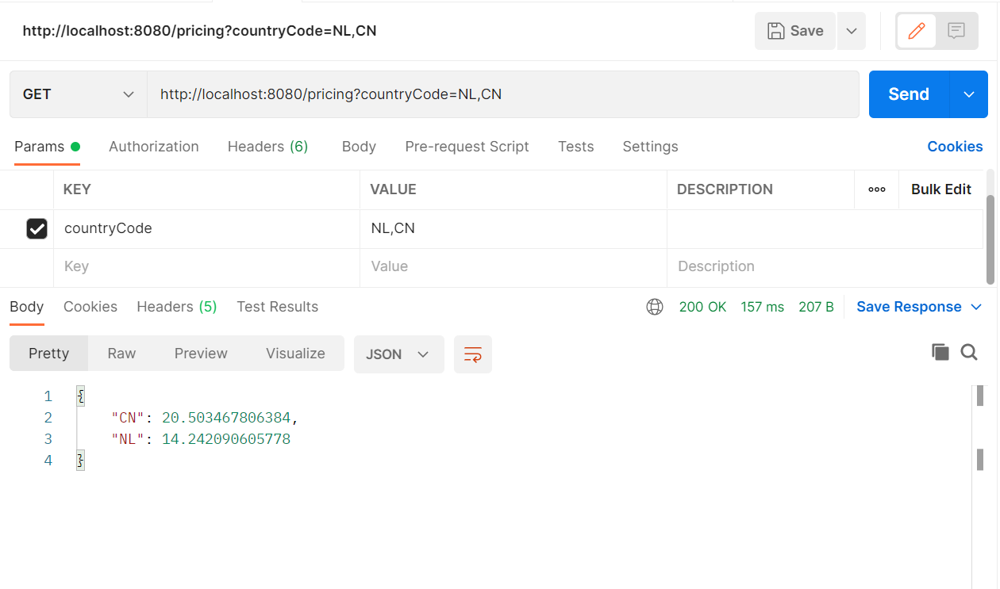 http://localhost:8080/pricing?countryCode=NL,CN
Save
GET
http://localhost:8080/pricing?countryCode=NL,CN
Send
Params
Authorization
Headers (6)
Body
Pre-request Script
Tests
Settings
Cookies
KEY
VALUE
DESCRIPTION
Bulk Edit
countryCode
NL,CN
Key
Value
Description
Body
Cookies
Headers (5)
Test Results
200 OK
157 ms
207 B
Save Response
Pretty
Raw
Preview
Visualize
JSON
1 {
2 "CN": 20.503467806384,
3 "NL": 14.242090605778
4 }